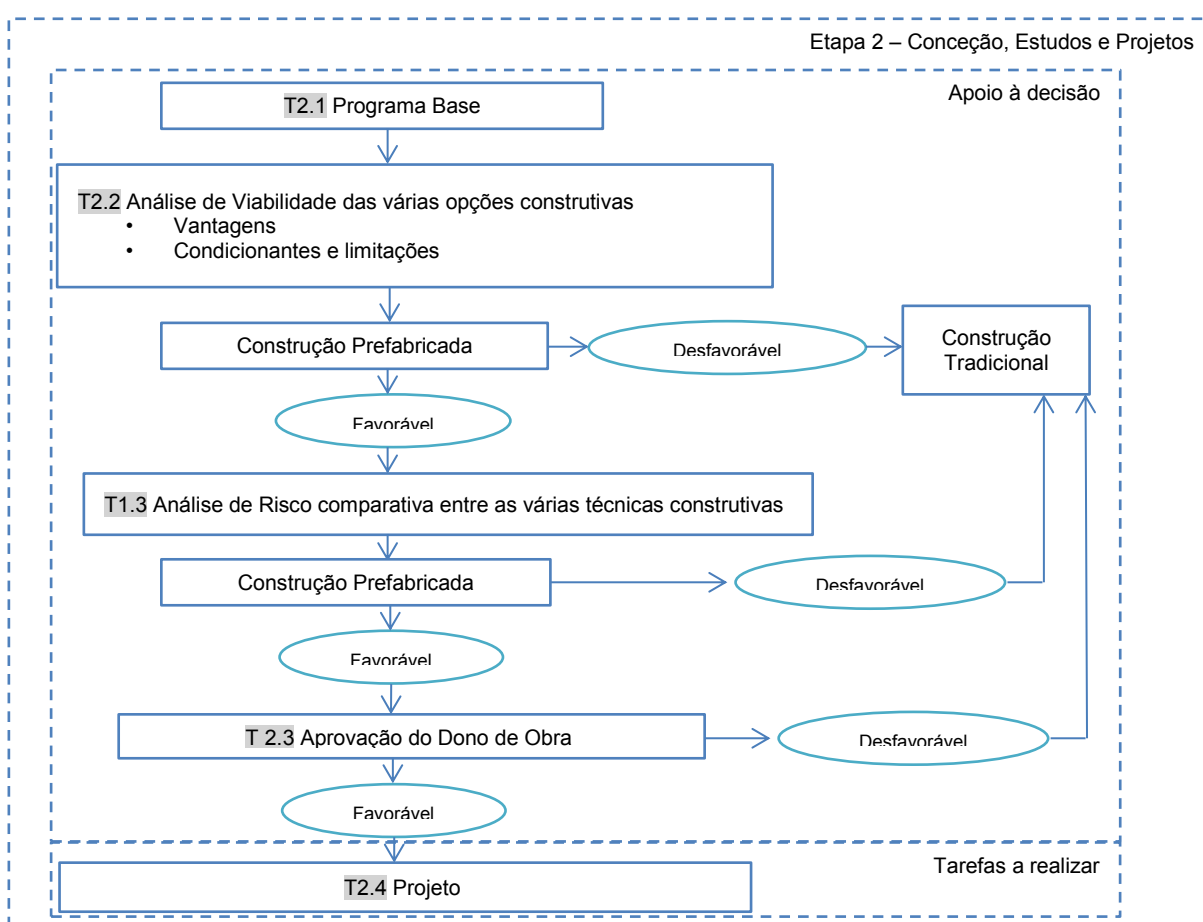 Etapa 2 – Conceção, Estudos e Projetos
Apoio à decisão
T2.1 Programa Base
T2.2 Análise de Viabilidade das várias opções construtivas
• Vantagens
• Condicionantes e limitações
Construção Prefabricada
Desfavorável
Construção
Tradicional
Favorável
T1.3 Análise de Risco comparativa entre as várias técnicas construtivas
Construção Prefabricada
Desfavorável
Favorável
T 2.3 Aprovação do Dono de Obra
Desfavorável
Favorável
Tarefas a realizar
T2.4 Projeto